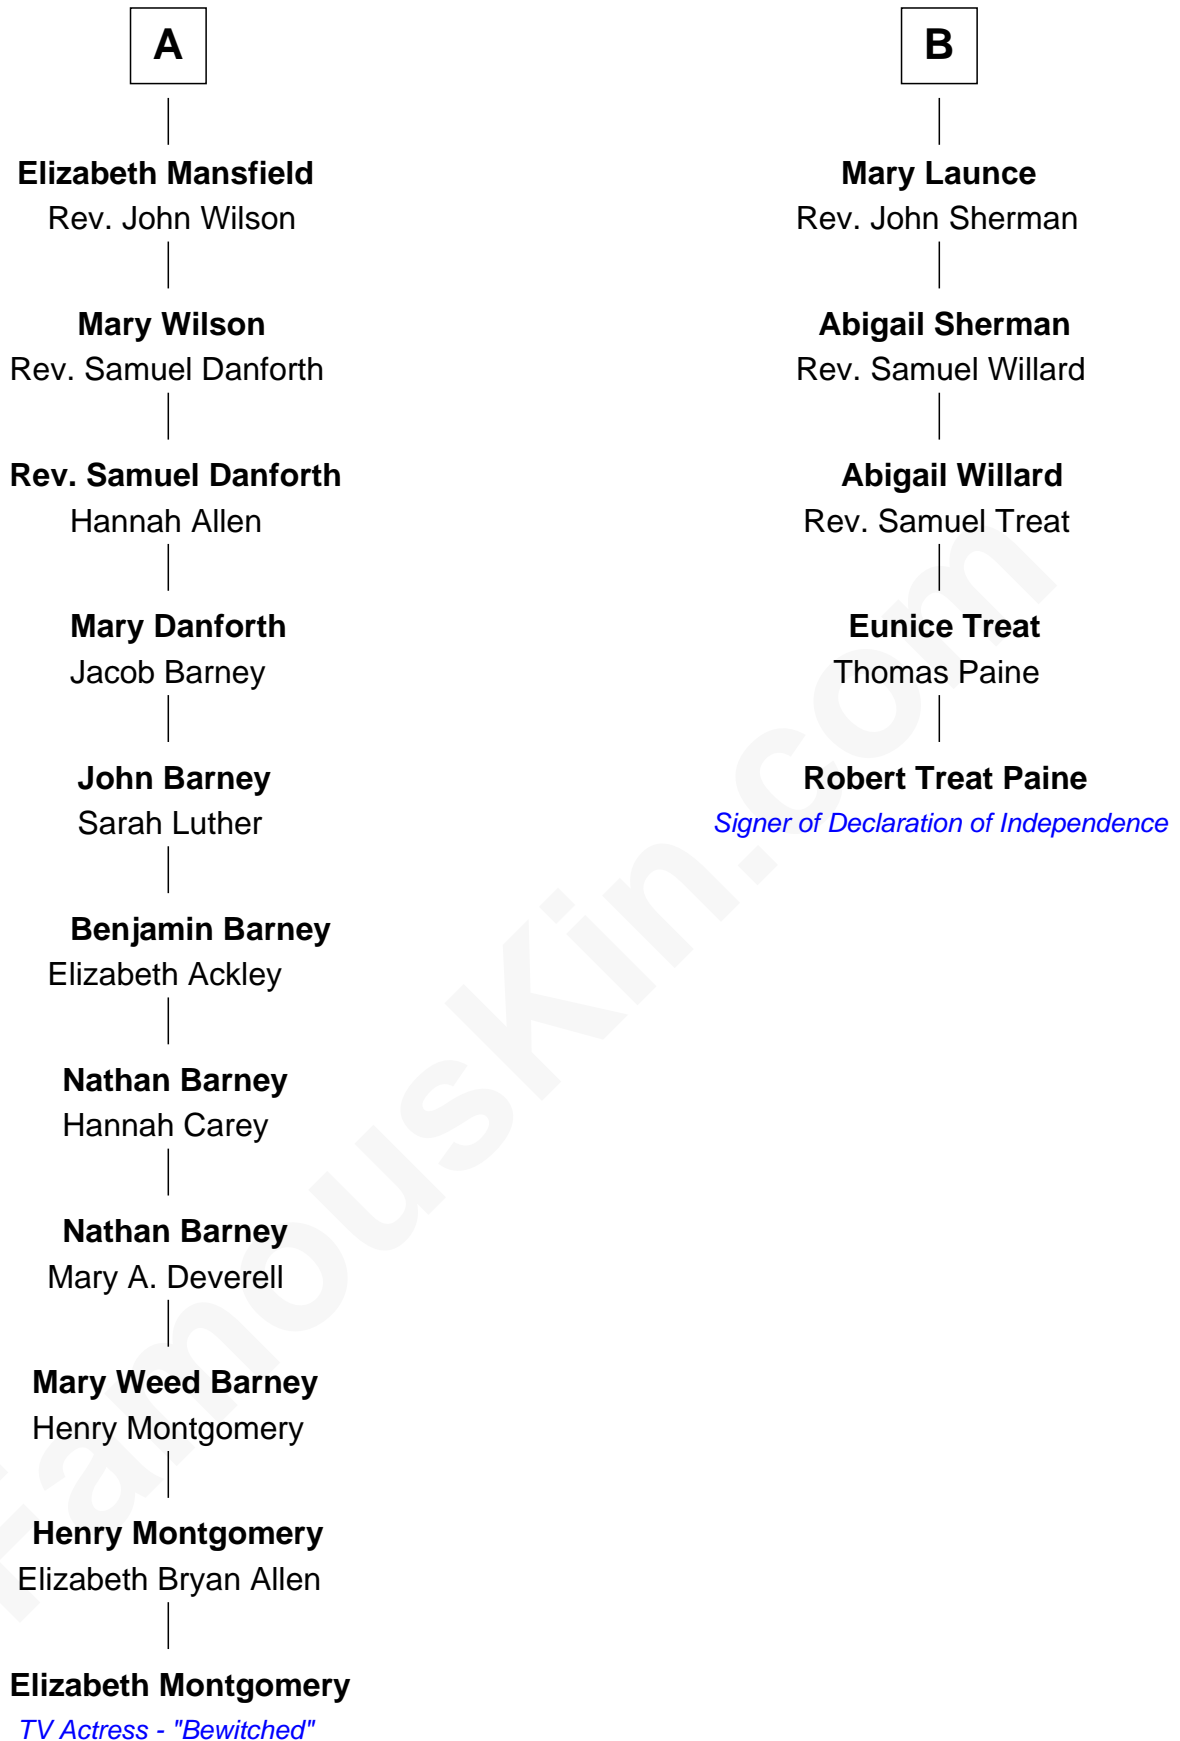 A
Elizabeth Mansfield
Rev. John Wilson
Mary Wilson
Rev. Samuel Danforth
Rev. Samuel Danforth
Hannah Allen
Mary Danforth
Jacob Barney
John Barney
Sarah Luther
Benjamin Barney
Elizabeth Ackley
Nathan Barney
Hannah Carey
Nathan Barney
Mary A. Deverell
Mary Weed Barney
Henry Montgomery
Henry Montgomery
Elizabeth Bryan Allen
Elizabeth Montgomery
TV Actress - "Bewitched"
B
Mary Launce
Rev. John Sherman
Abigail Sherman
Rev. Samuel Willard
Abigail Willard
Rev. Samuel Treat
Eunice Treat
Thomas Paine
Robert Treat Paine
Signer of Declaration of Independence
FamousKin.com